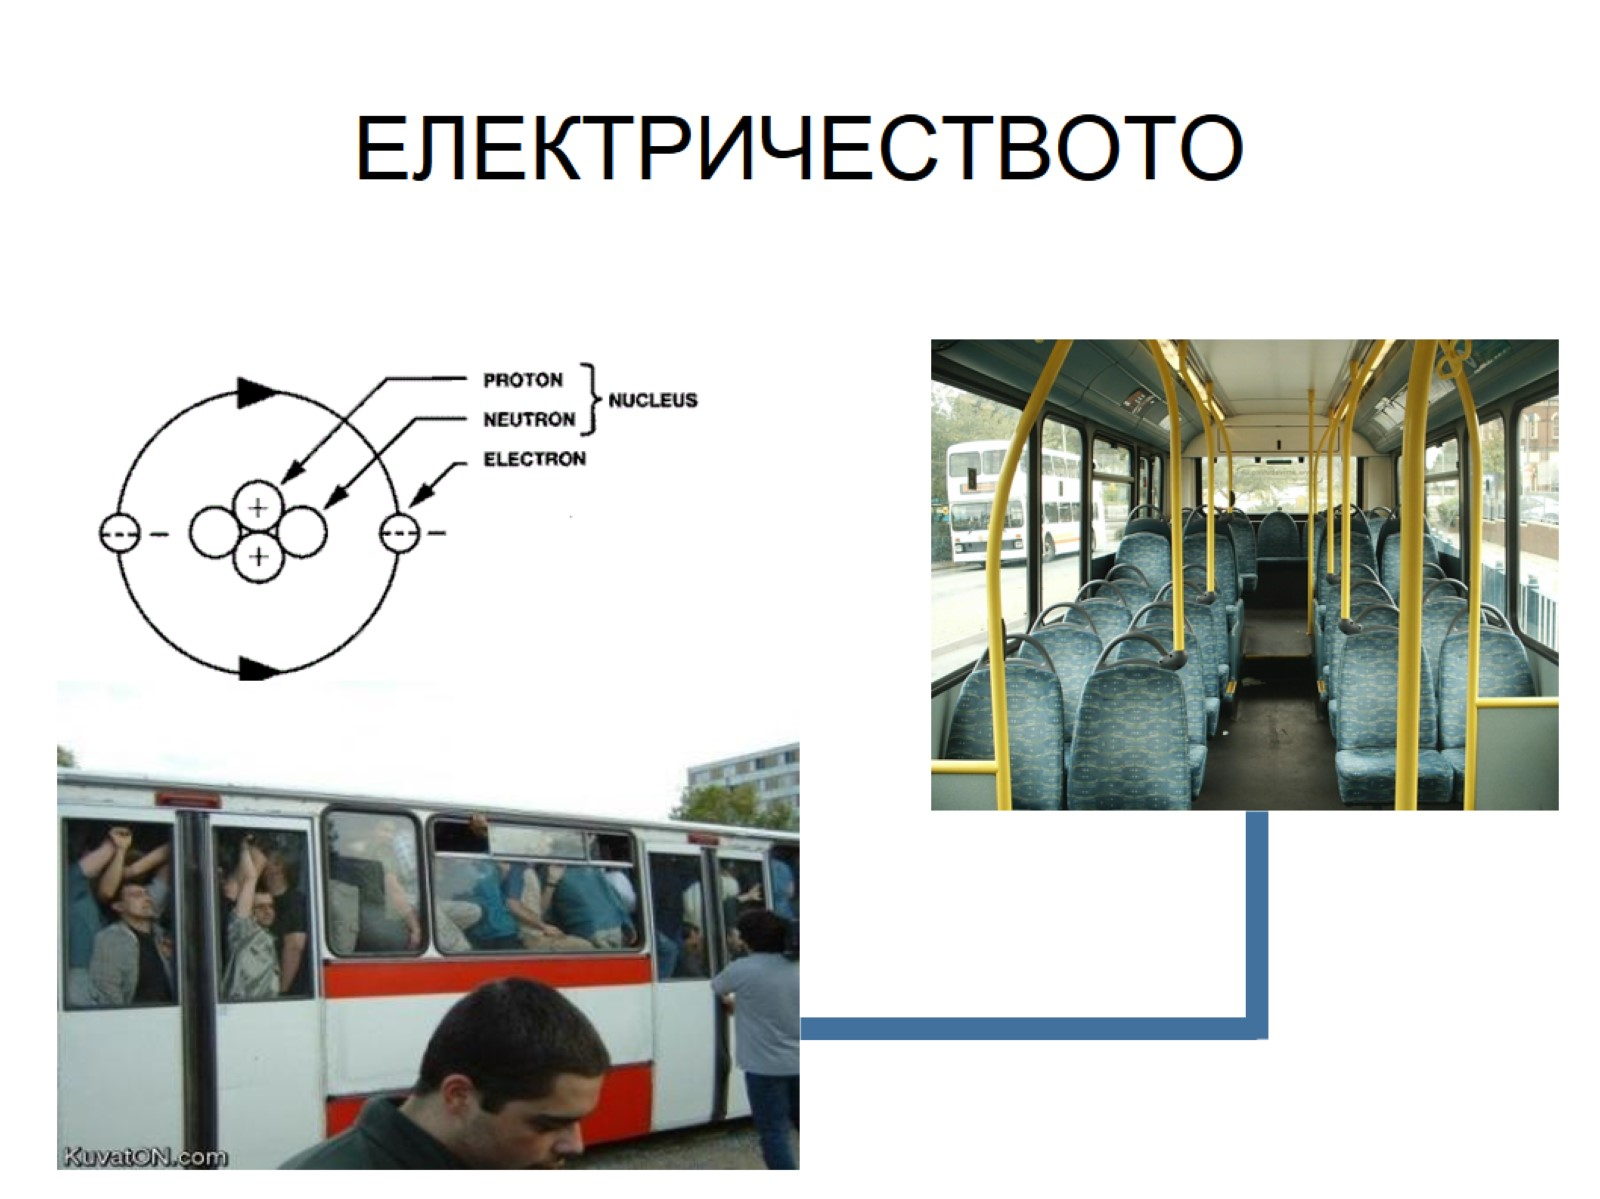 ЕЛЕКТРИЧЕСТВОТО
PROTON
NEUTRON
NUCLEUS
ELECTRON
KuvatON.com